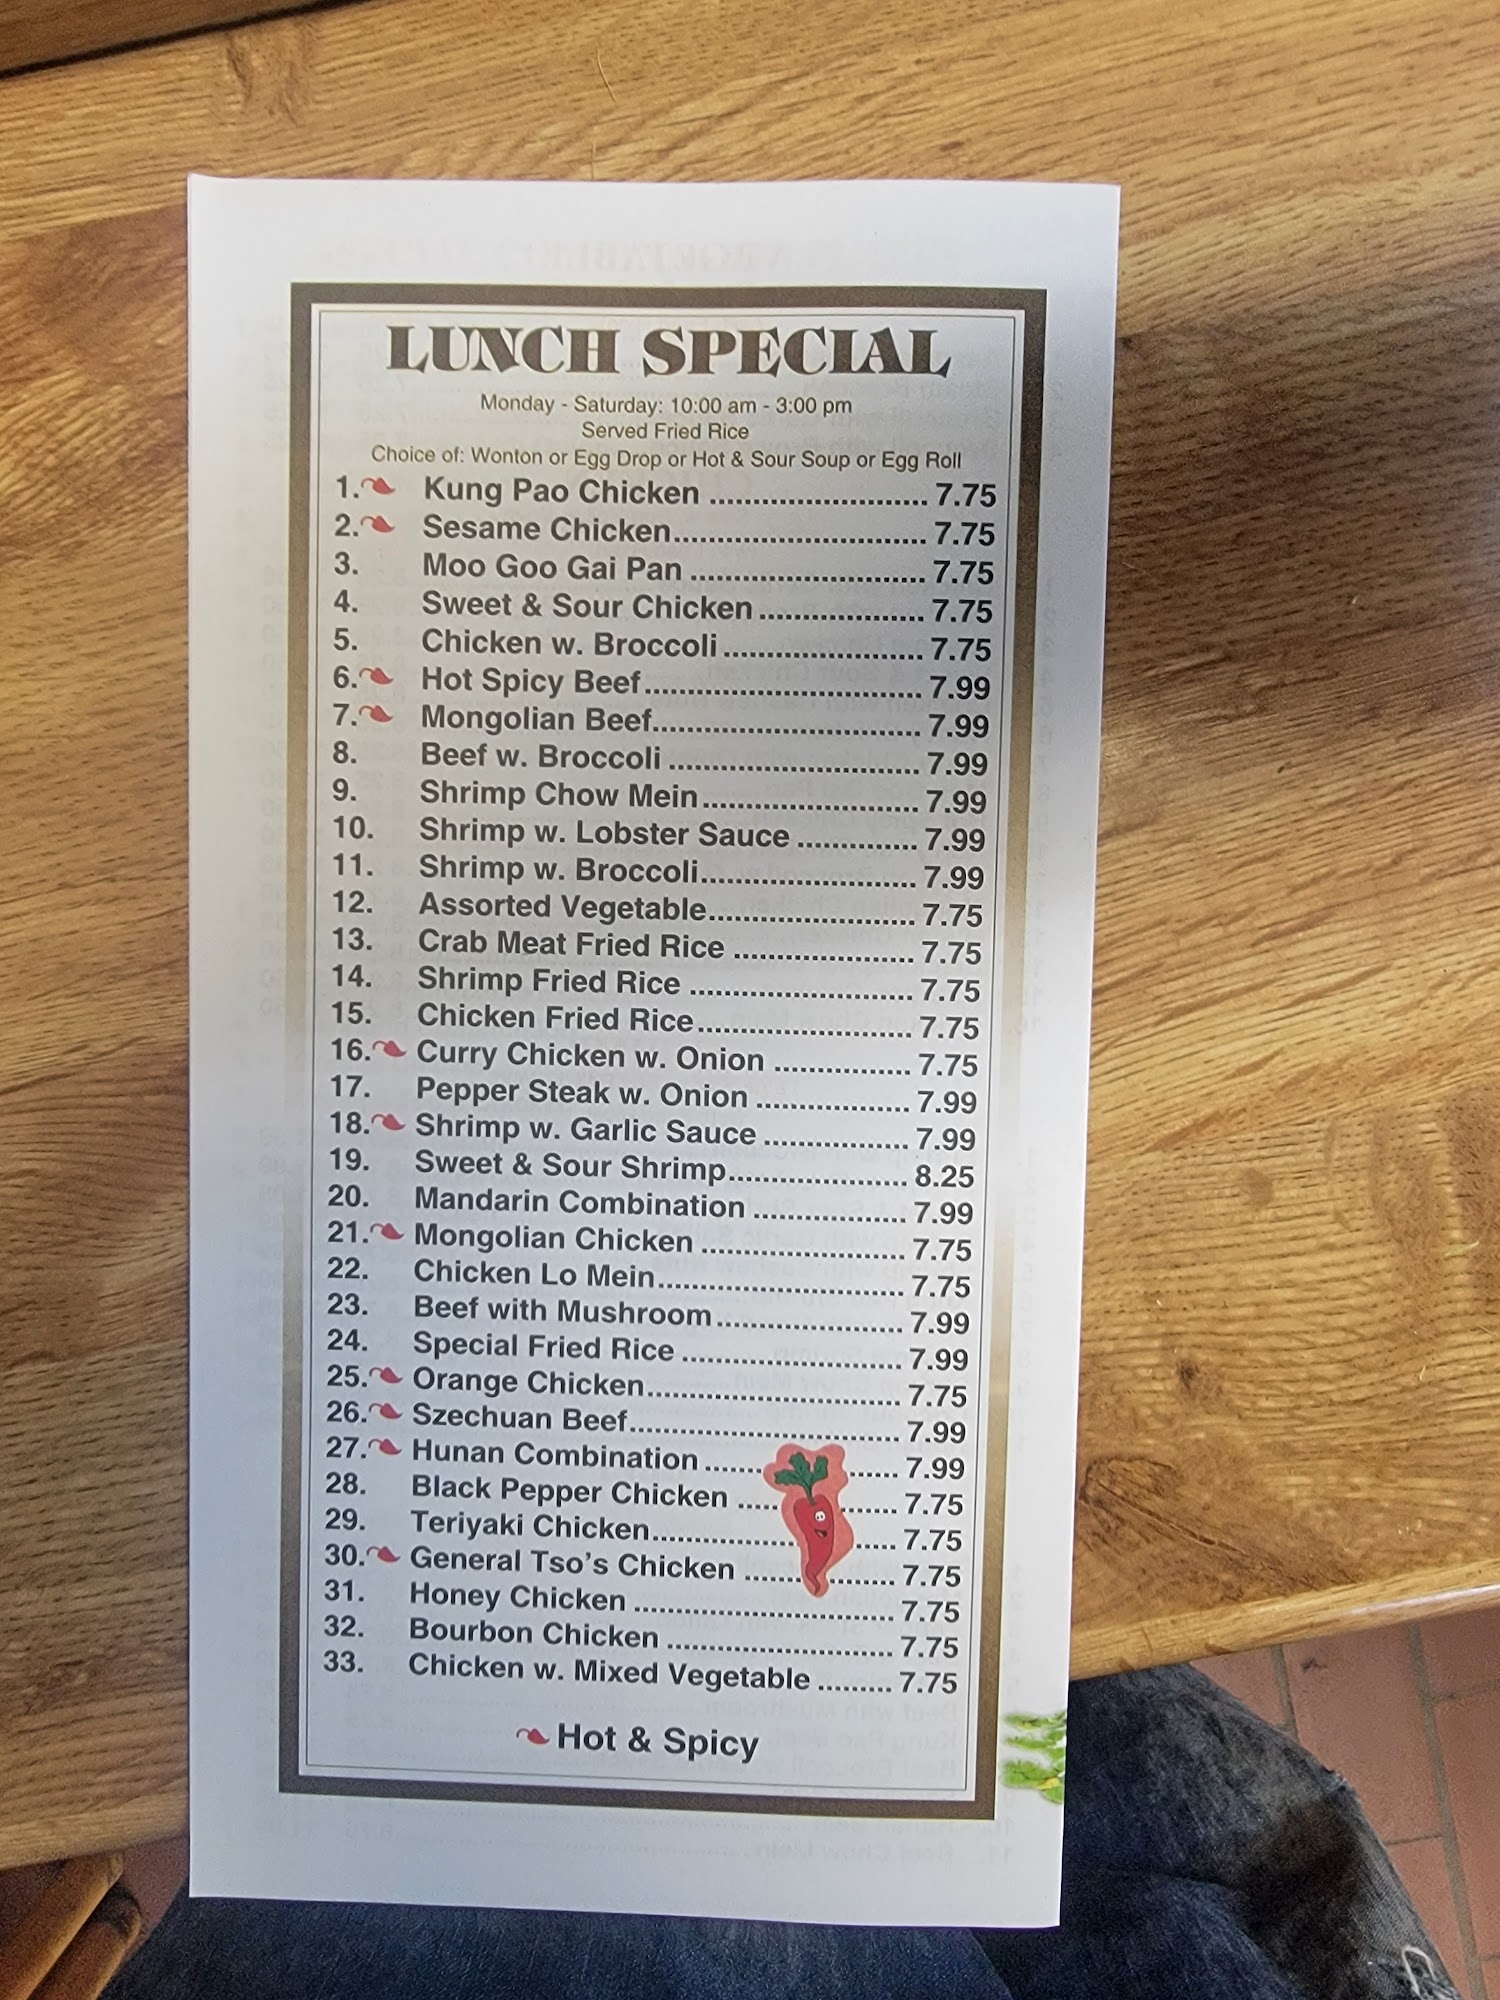 LUNCH SPECIAL
Monday - Saturday: 10:00 am - 3:00 pm
Served Fried Rice
Choice of: Wonton or Egg Drop or Hot & Sour Soup or Egg Roll
1. Kung Pao Chicken ......................... 7.75
2. Sesame Chicken............................. 7.75
3. Moo Goo Gai Pan ........................... 7.75
4. Sweet & Sour Chicken ................... 7.75
5. Chicken w. Broccoli ....................... 7.75
6. Hot Spicy Beef................................ 7.99
7. Mongolian Beef............................... 7.99
8. Beef w. Broccoli ............................. 7.99
9. Shrimp Chow Mein ......................... 7.99
10. Shrimp w. Lobster Sauce .............. 7.99
11. Shrimp w. Broccoli......................... 7.99
12. Assorted Vegetable........................ 7.75
13. Crab Meat Fried Rice ..................... 7.75
14. Shrimp Fried Rice .......................... 7.75
15. Chicken Fried Rice......................... 7.75
16. Curry Chicken w. Onion ................ 7.75
17. Pepper Steak w. Onion .................. 7.99
18. Shrimp w. Garlic Sauce ................. 7.99
19. Sweet & Sour Shrimp..................... 8.25
20. Mandarin Combination .................. 7.99
21. Mongolian Chicken ........................ 7.75
22. Chicken Lo Mein............................. 7.75
23. Beef with Mushroom ...................... 7.99
24. Special Fried Rice .......................... 7.99
25. Orange Chicken.............................. 7.75
26. Szechuan Beef................................ 7.99
27. Hunan Combination ....... ...... 7.99
28. Black Pepper Chicken ..... ....... 7.75
29. Teriyaki Chicken................. ..... 7.75
30. General Tso's Chicken ....... ........ 7.75
31. Honey Chicken ............................... 7.75
32. Bourbon Chicken ........................... 7.75
33. Chicken w. Mixed Vegetable ......... 7.75
Hot & Spicy